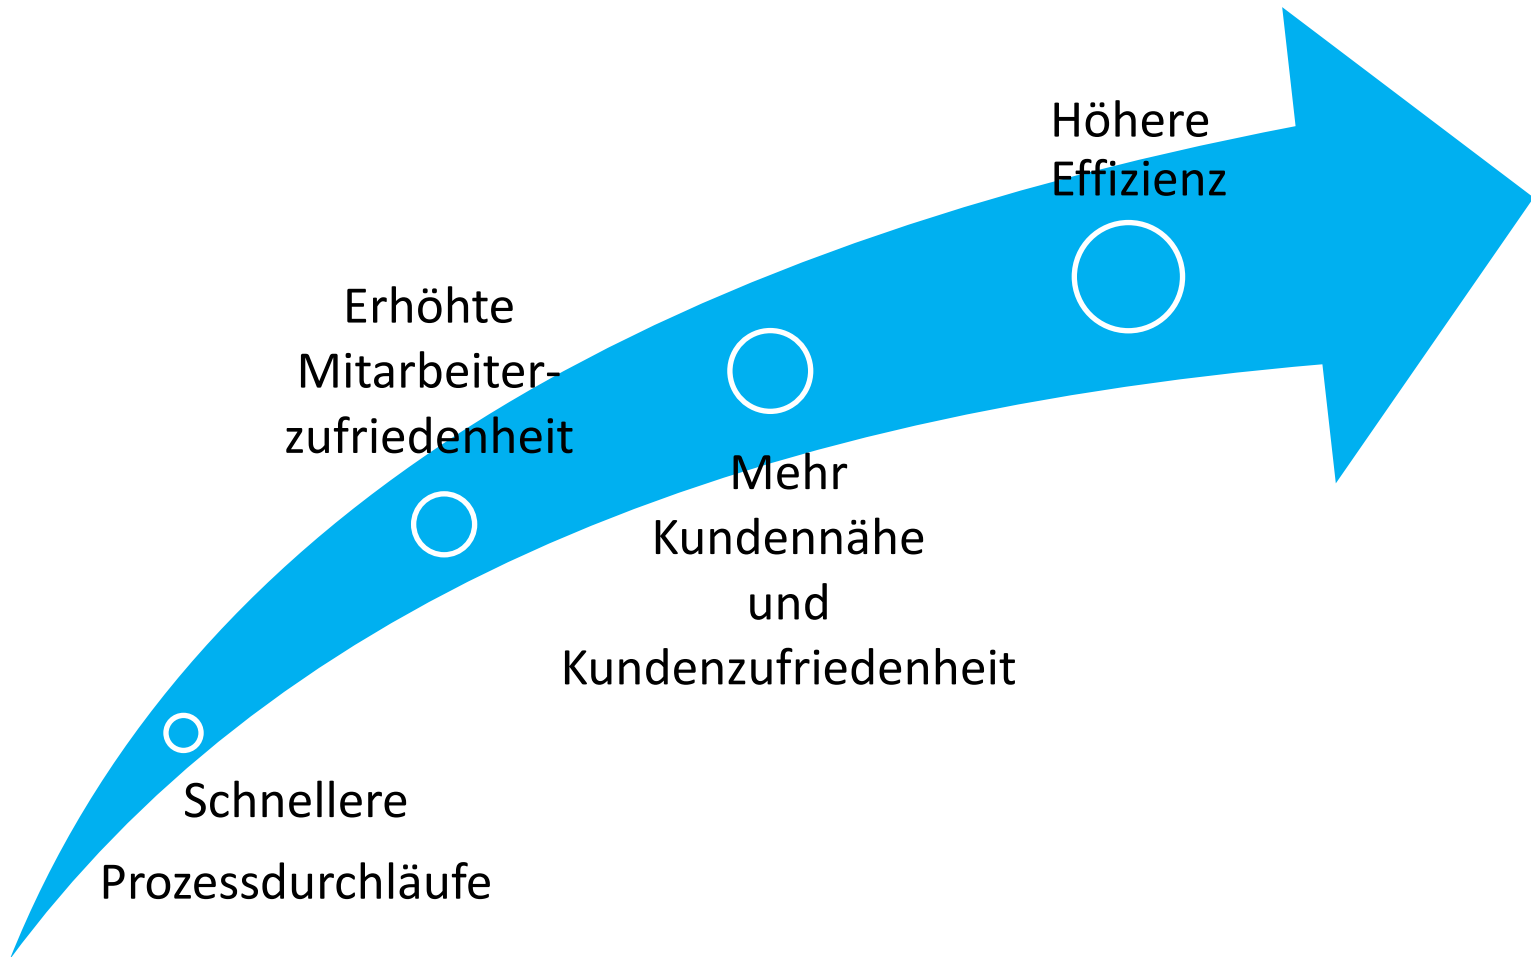 Höhere
Effizienz
Erhöhte
Mitarbeiter-
zufriedenheit
Mehr
Kundennähe
und
Kundenzufriedenheit
Schnellere
Prozessdurchläufe